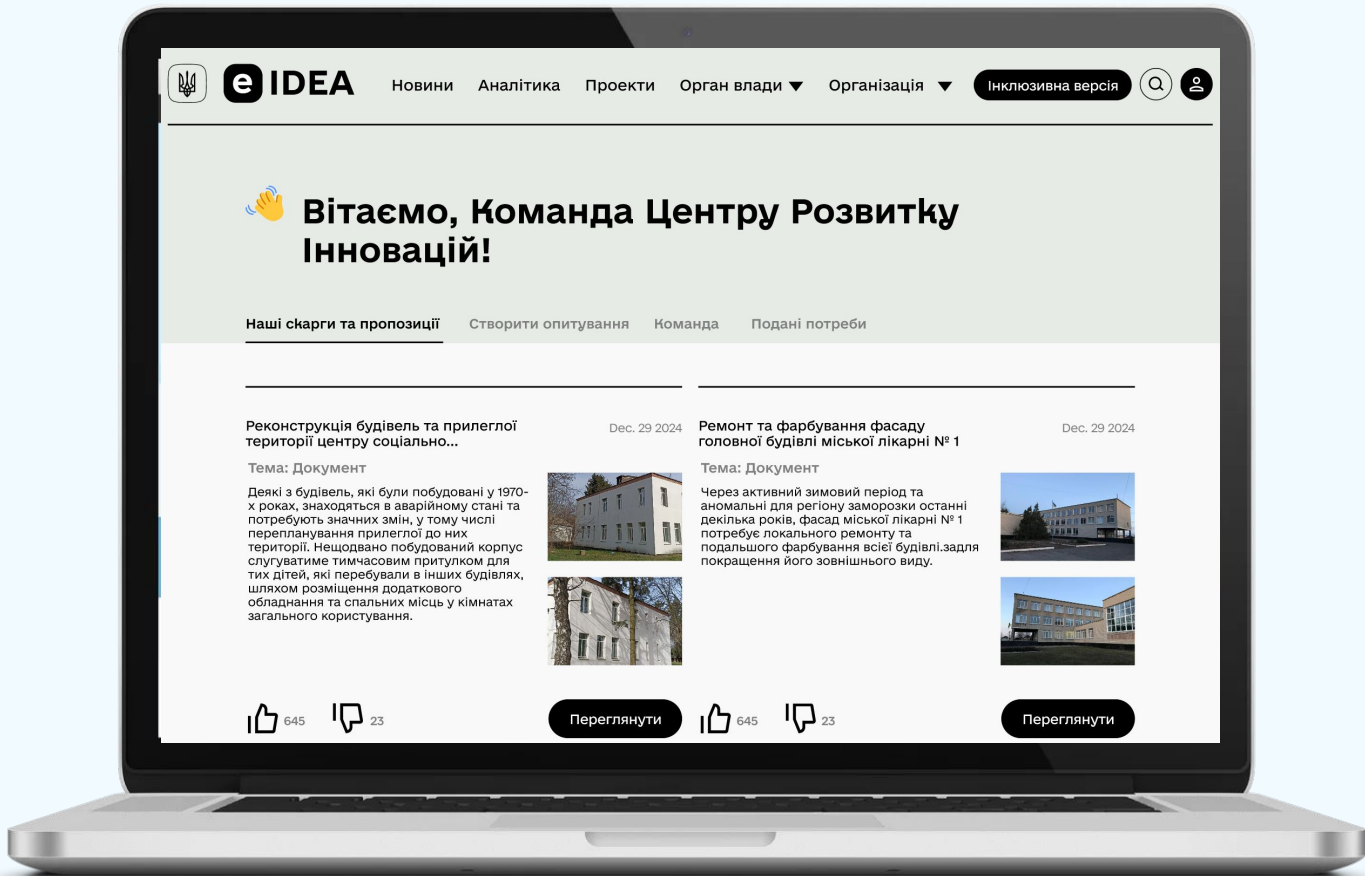 e IDEA
Новини Аналітика Проекти Орган влади ▼ Організація ▼ Інклюзивна версія
Вітаємо, Команда Центру Розвитку
Інновацій!
Наші скарги та пропозиції Створити опитування Команда Подані потреби
Реконструкція будівель та прилеглої
території центру соціально...
Dec. 29 2024
Тема: Документ
Деякі з будівель, які були побудовані у 1970-
х роках, знаходяться в аварійному стані та
потребують значних змін, у тому числі
перепланування прилеглої до них
території. Нещодавно побудований корпус
слугуватиме тимчасовим притулком для
тих дітей, які перебували в інших будівлях,
шляхом розміщення додаткового
обладнання та спальних місць у кімнатах
загального користування.
645 23 Переглянути
Ремонт та фарбування фасаду
головної будівлі міської лікарні № 1
Dec. 29 2024
Тема: Документ
Через активний зимовий період та
аномальні для регіону заморозки останні
декілька років, фасад міської лікарні № 1
потребує локального ремонту та
подальшого фарбування всієї будівлі.задля
покращення його зовнішнього виду.
645 23 Переглянути